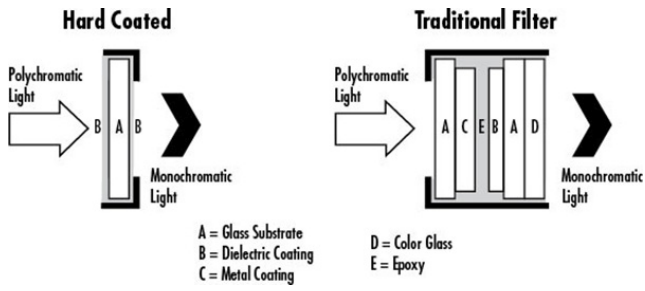 Hard Coated
Polychromatic
Light
B A B
Monochromatic
Light
Traditional Filter
Polychromatic
Light
A C E B A D
Monochromatic
Light
A = Glass Substrate
B = Dielectric Coating
C = Metal Coating
D = Color Glass
E = Epoxy